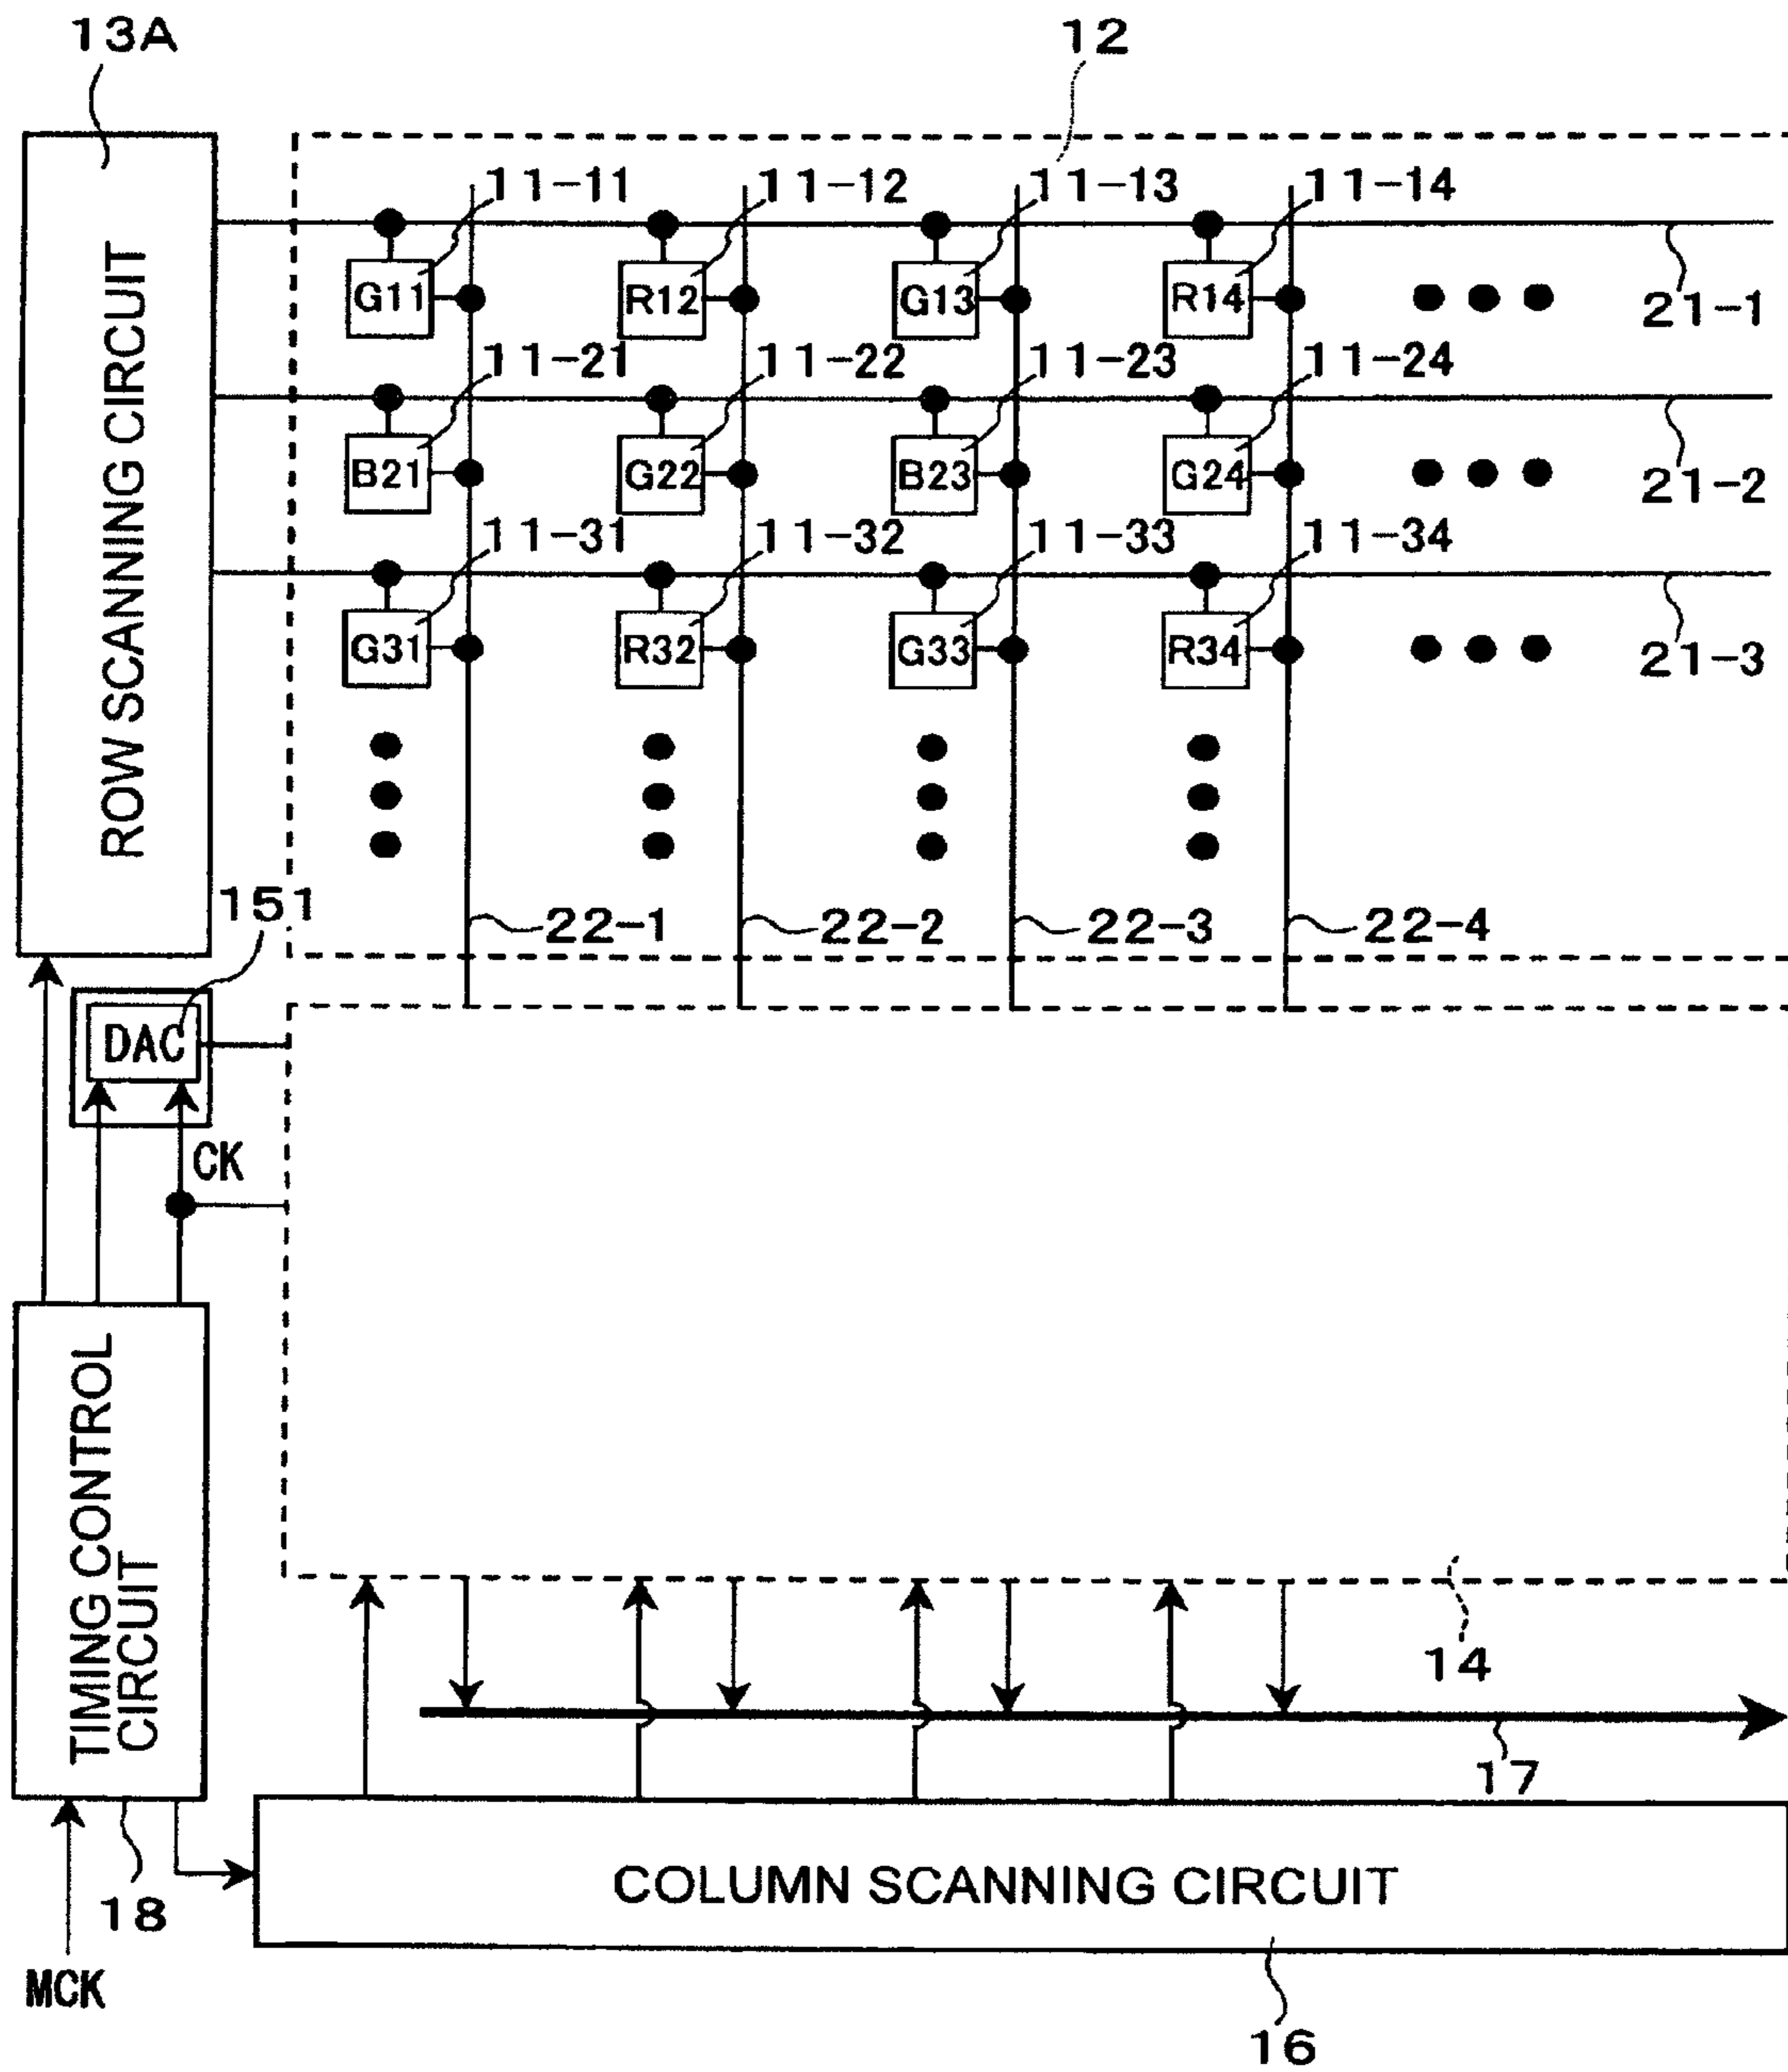 13A
12
11-11 11-12 11-13 11-14
G11 R12 G13 R14
21-1
11-21 11-22 11-23 11-24
B21 G22 B23 G24
21-2
11-31 11-32 11-33 11-34
G31 R32 G33 R34
21-3
ROW SCANNING CIRCUIT
151
22-1 22-2 22-3 22-4
DAC
CK
TIMING CONTROL
CIRCUIT
14
17
18
COLUMN SCANNING CIRCUIT
MCK
16